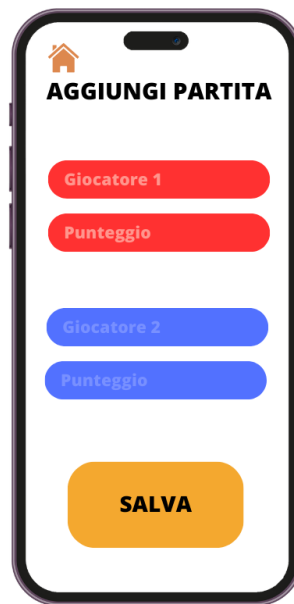 AGGIUNGI PARTITA
Giocatore 1
Punteggio
Giocatore 2
Punteggio
SALVA